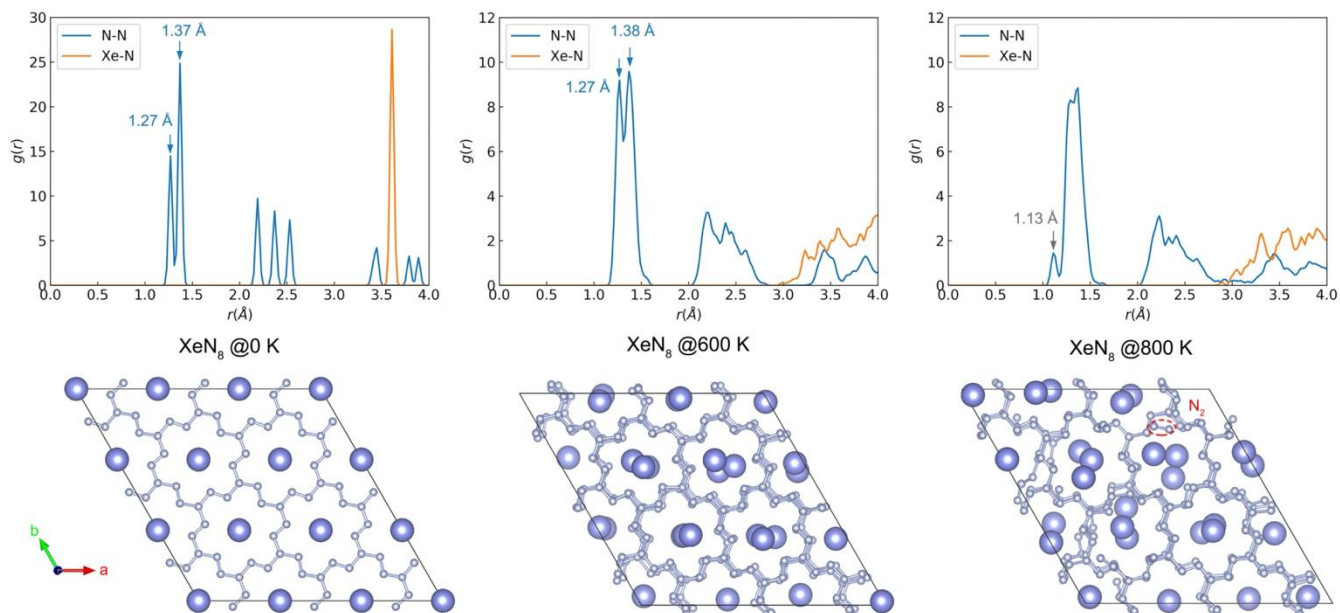 30
25
20
15
10
5
0
g(r)
N-N
Xe-N
1.37 Å
1.27 Å
0.0 0.5 1.0 1.5 2.0 2.5 3.0 3.5 4.0
r(Å)
12
10
8
6
4
2
0
g(r)
N-N
Xe-N
1.38 Å
1.27 Å
0.0 0.5 1.0 1.5 2.0 2.5 3.0 3.5 4.0
r(Å)
12
10
8
6
4
2
0
g(r)
N-N
Xe-N
1.13 Å
0.0 0.5 1.0 1.5 2.0 2.5 3.0 3.5 4.0
r(Å)
XeN₈ @0 K
XeN₈ @600 K
XeN₈ @800 K
N₂
b
a